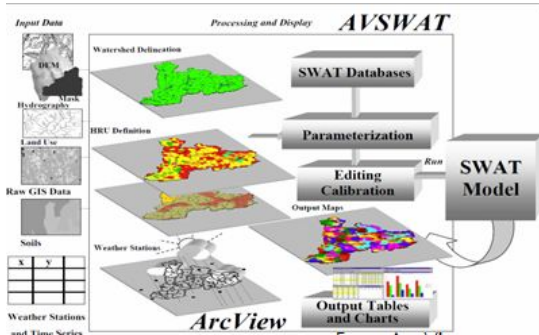 Input Data
Processing and Display
AVSWAT
Watershed Delineation
DEM
Mask
Hydrography
Land Use
Raw GIS Data
Soils
x y
Weather Stations
and Time Series
HRU Definition
Weather Stations
ArcView
SWAT Databases
Parameterization
Editing
Calibration
Run
SWAT
Model
Output Maps
Output Tables
and Charts